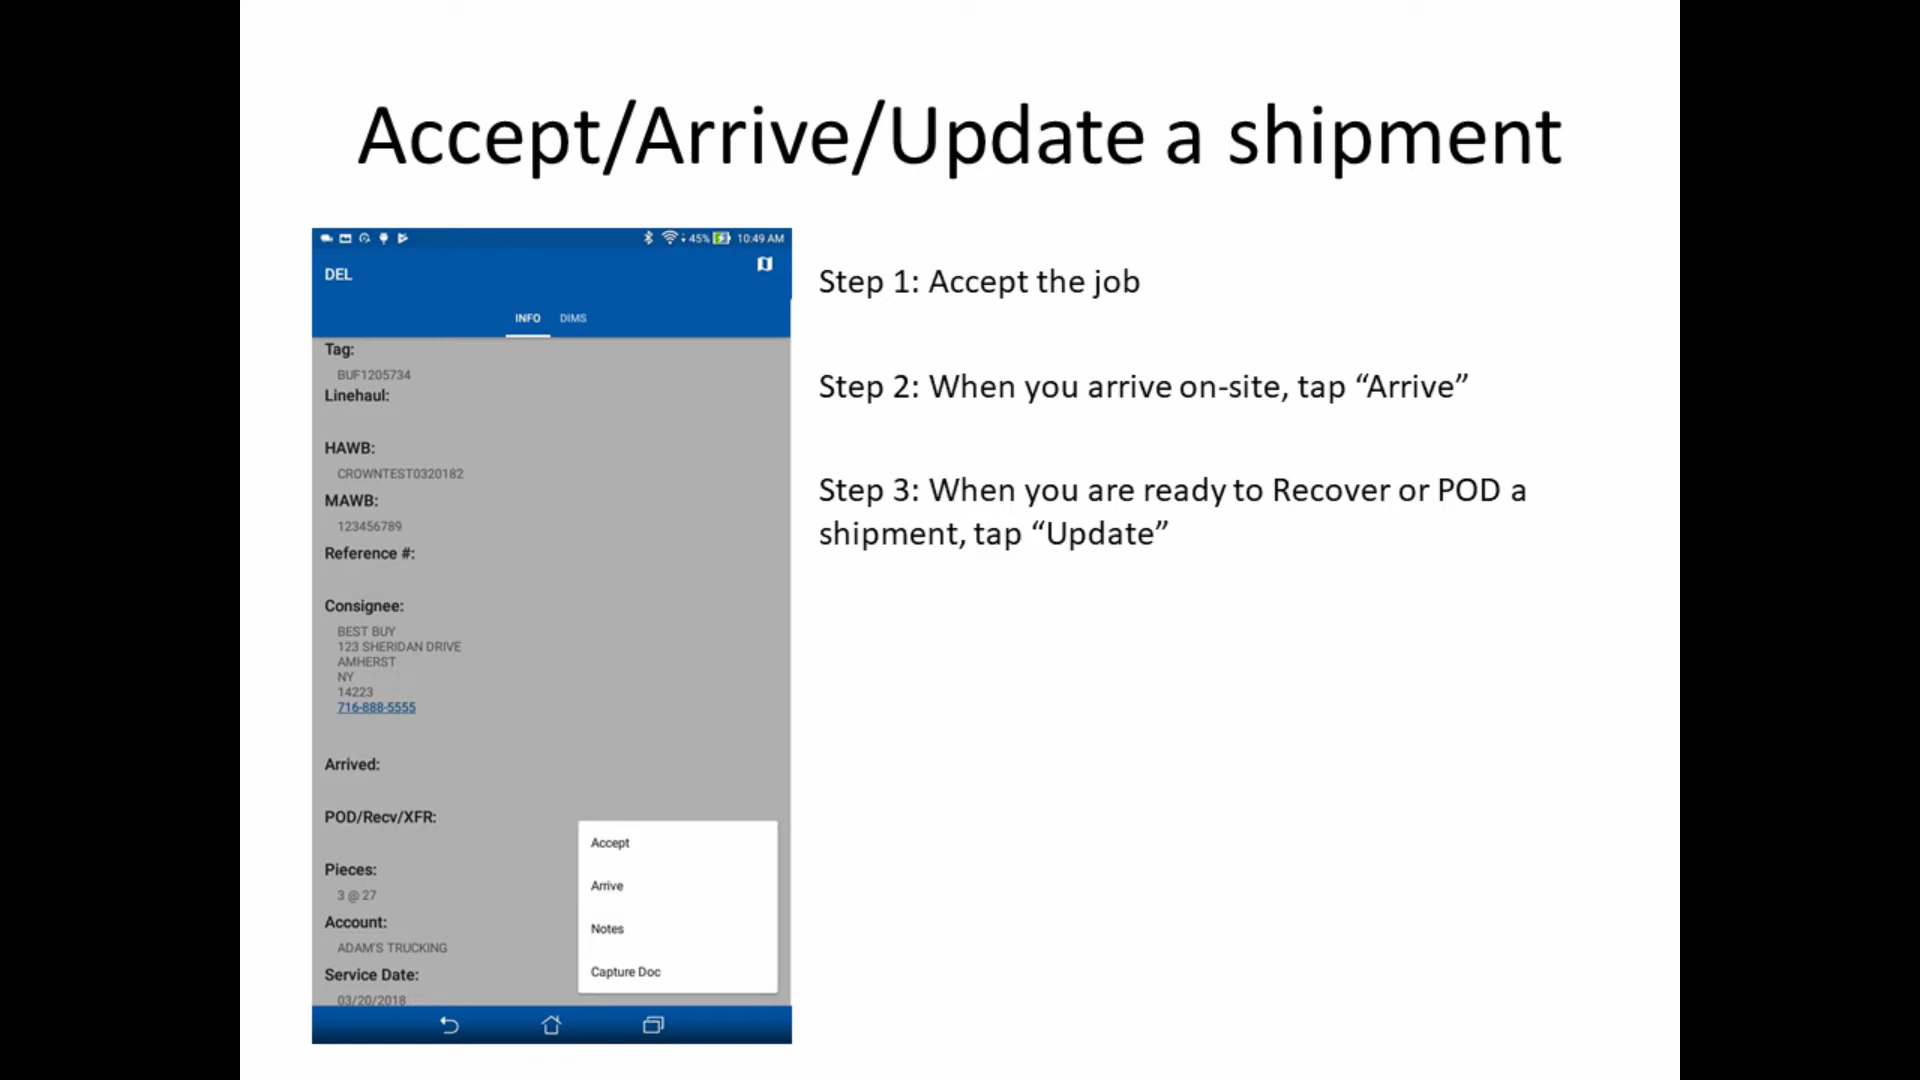 Accept/Arrive/Update a shipment
45% 10:49 AM
DEL
INFO DIMS
Tag:
BUF1205734
Linehaul:
HAWB:
CROWNTEST0320182
MAWB:
123456789
Reference #:
Consignee:
BEST BUY
123 SHERIDAN DRIVE
AMHERST
NY
14223
716-888-5555
Arrived:
POD/Recv/XFR:
Pieces:
3 @ 27
Account:
ADAM'S TRUCKING
Service Date:
03/20/2018
Accept
Arrive
Notes
Capture Doc
Step 1: Accept the job
Step 2: When you arrive on-site, tap “Arrive”
Step 3: When you are ready to Recover or POD a
shipment, tap “Update”